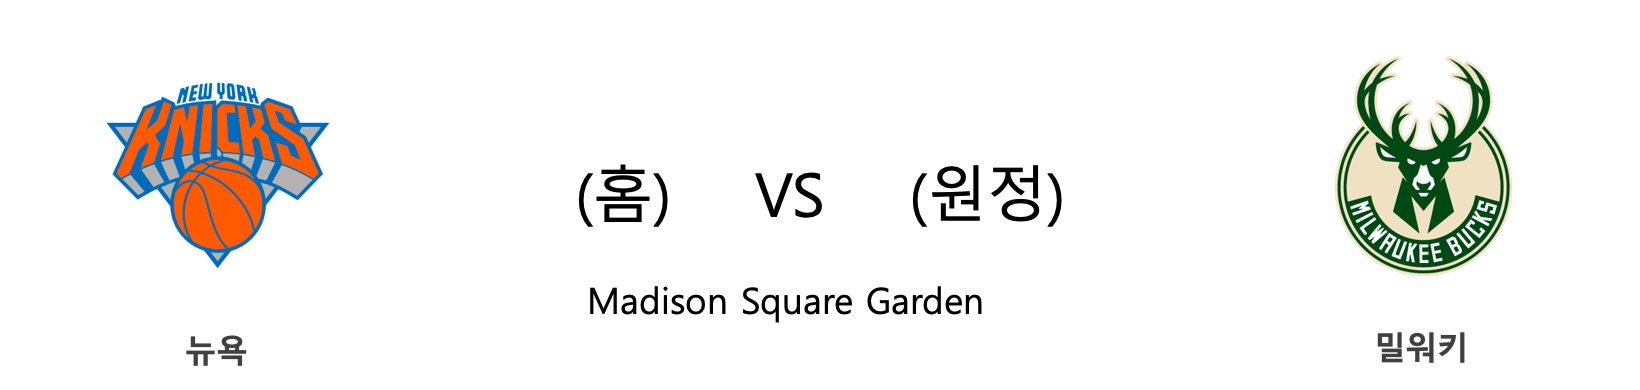 NEW YORK
KNICKS
MILWAUKEE BUCKS
(홈) VS (원정)
Madison Square Garden
뉴욕
밀워키